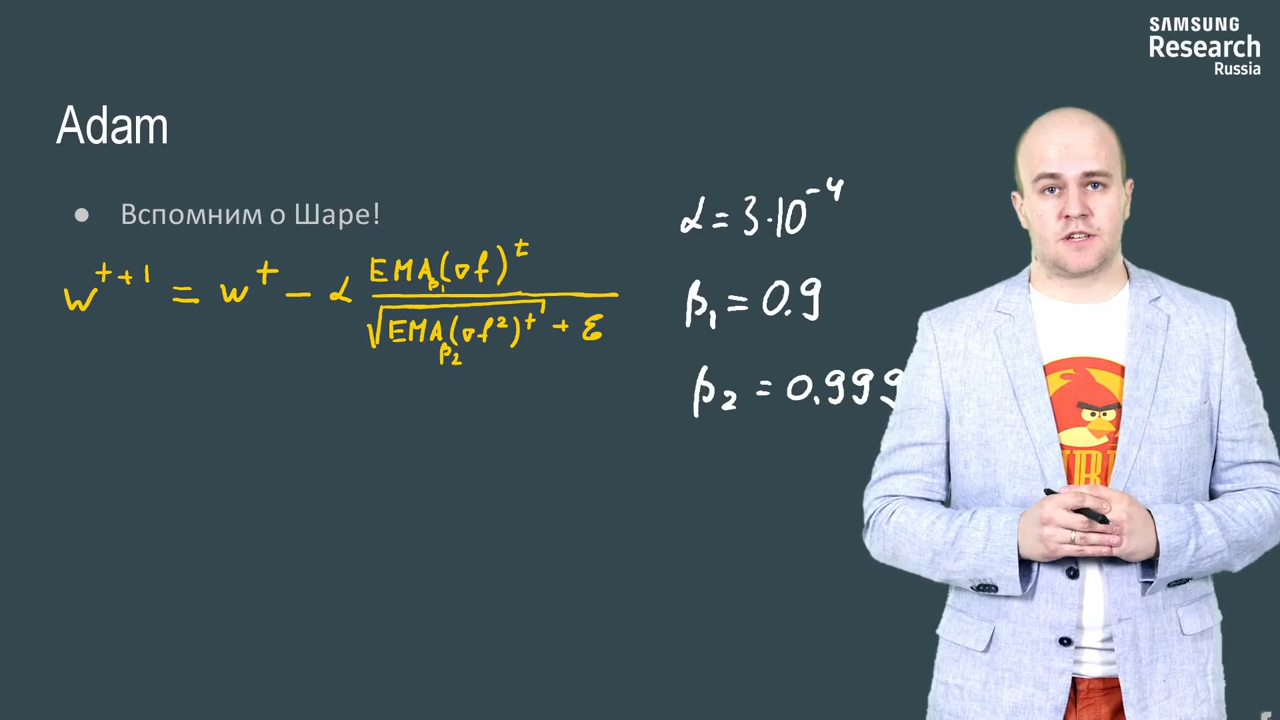 SAMSUNG
Research
Russia
Adam
● Вспомним о Шаре!
w^{t+1} = w^t − α EMA_{β₁}(∇f)^t / (√(EMA_{β₂}(∇f²)^t) + ε)
α = 3·10⁻⁴
β₁ = 0.9
β₂ = 0.999